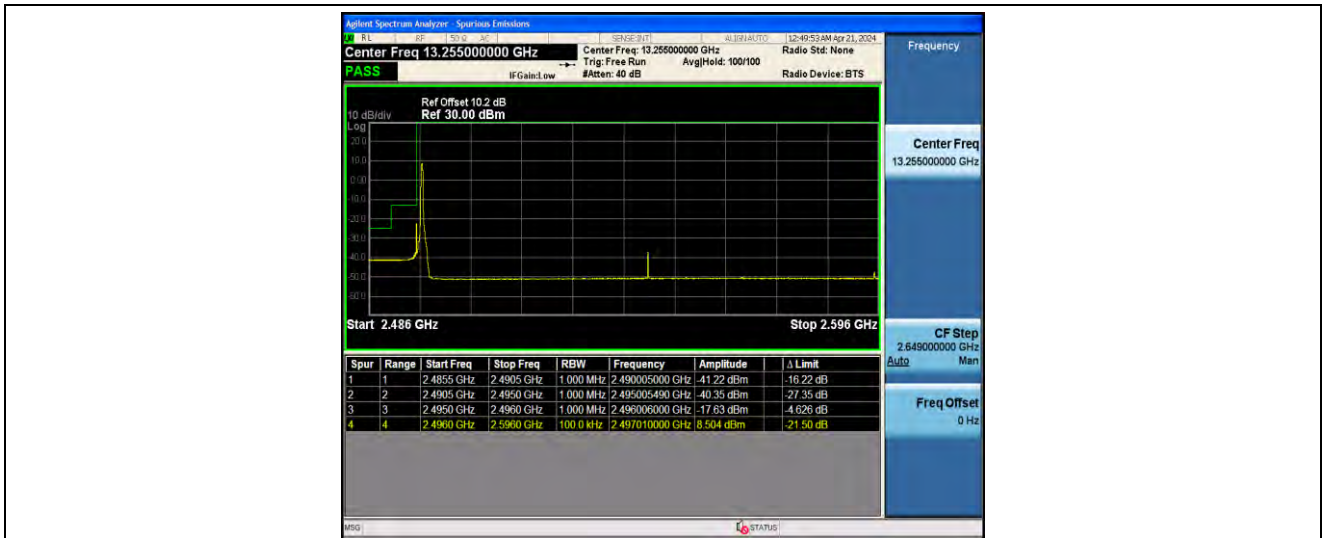 Agilent Spectrum Analyzer - Spurious Emissions
RL RF 50 Ω AC SENSE:INT ALIGN AUTO 12:49:53 AM Apr 21, 2024
Center Freq 13.255000000 GHz
Center Freq: 13.255000000 GHz
Radio Std: None
Trig: Free Run Avg|Hold: 100/100
PASS
IFGain:Low
#Atten: 40 dB
Radio Device: BTS
Ref Offset 10.2 dB
10 dB/div Ref 30.00 dBm
Log
20.0
10.0
0.00
-10.0
-20.0
-30.0
-40.0
-50.0
-60.0
Start 2.486 GHz Stop 2.596 GHz
Spur Range Start Freq Stop Freq RBW Frequency Amplitude Δ Limit
1 1 2.4855 GHz 2.4905 GHz 1.000 MHz 2.490005000 GHz -41.22 dBm -16.22 dB
2 2 2.4905 GHz 2.4950 GHz 1.000 MHz 2.495005490 GHz -40.35 dBm -27.35 dB
3 3 2.4950 GHz 2.4960 GHz 1.000 MHz 2.496006000 GHz -17.63 dBm -4.626 dB
4 4 2.4960 GHz 2.5960 GHz 100.0 kHz 2.497010000 GHz 8.504 dBm -21.50 dB
MSG STATUS
Frequency
Center Freq
13.255000000 GHz
CF Step
2.649000000 GHz
Auto Man
Freq Offset
0 Hz